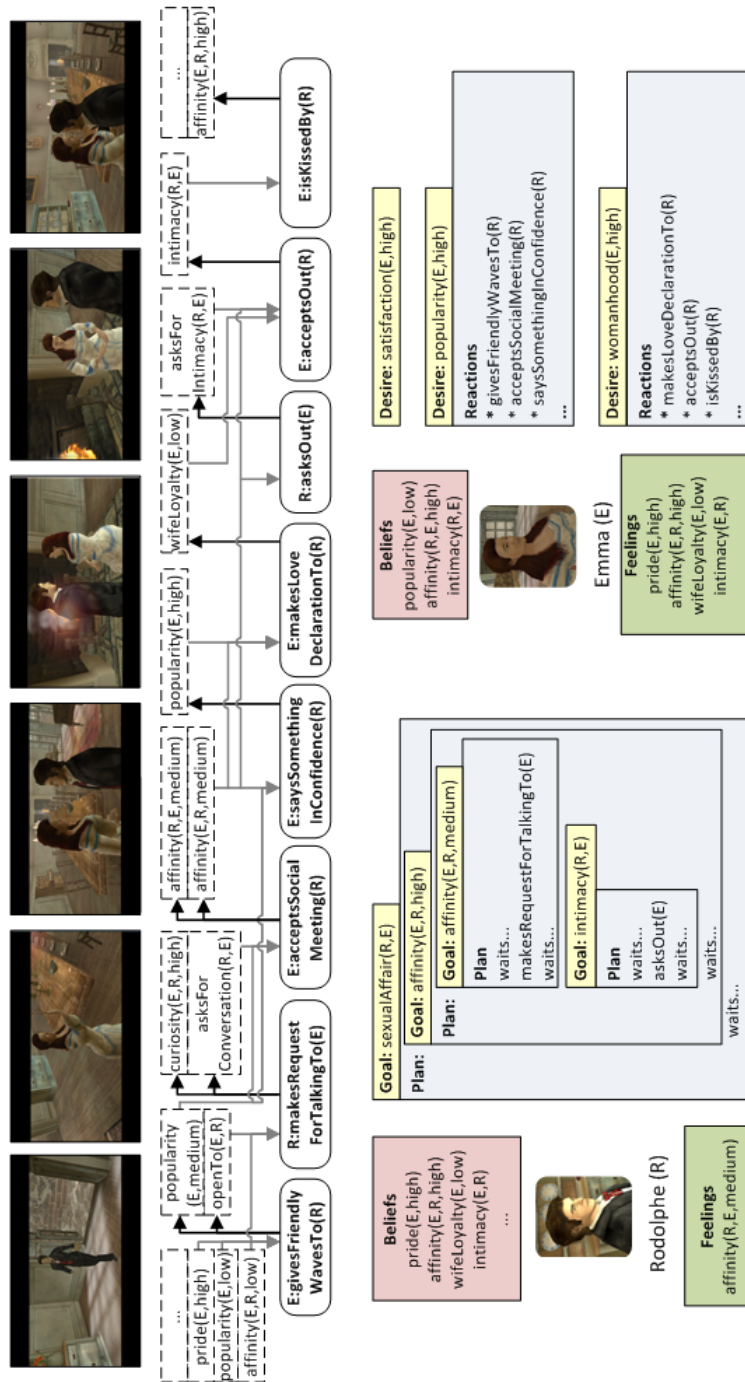 ...
pride(E,high)
popularity(E,low)
affinity(E,R,low)
popularity
(E,medium)
openTo(E,R)
curiosity(E,R,high)
asksFor
Conversation(R,E)
affinity(R,E,medium)
affinity(E,R,medium)
popularity(E,high)
wifeLoyalty(E,low)
asksFor
Intimacy(R,E)
intimacy(R,E)
...
affinity(E,R,high)
E:givesFriendly
WavesTo(R)
R:makesRequest
ForTalkingTo(E)
E:acceptsSocial
Meeting(R)
E:saysSomething
InConfidence(R)
E:makesLove
DeclarationTo(R)
R:asksOut(E)
E:acceptsOut(R)
E:isKissedBy(R)
Beliefs
pride(E,high)
affinity(E,R,high)
wifeLoyalty(E,low)
intimacy(E,R)
...
Rodolphe (R)
Feelings
affinity(R,E,medium)
Goal: sexualAffair(R,E)
Plan:
Goal: affinity(E,R,high)
Plan:
Goal: affinity(E,R,medium)
Plan
waits...
makesRequestForTalkingTo(E)
waits...
Goal: intimacy(R,E)
Plan
waits...
asksOut(E)
waits...
waits...
waits...
Beliefs
popularity(E,low)
affinity(R,E,high)
intimacy(R,E)
Emma (E)
Feelings
pride(E,high)
affinity(E,R,high)
wifeLoyalty(E,low)
intimacy(E,R)
Desire: satisfaction(E,high)
Desire: popularity(E,high)
Reactions
* givesFriendlyWavesTo(R)
* acceptsSocialMeeting(R)
* saysSomethingInConfidence(R)
...
Desire: womanhood(E,high)
Reactions
* makesLoveDeclarationTo(R)
* acceptsOut(R)
* isKissedBy(R)
...